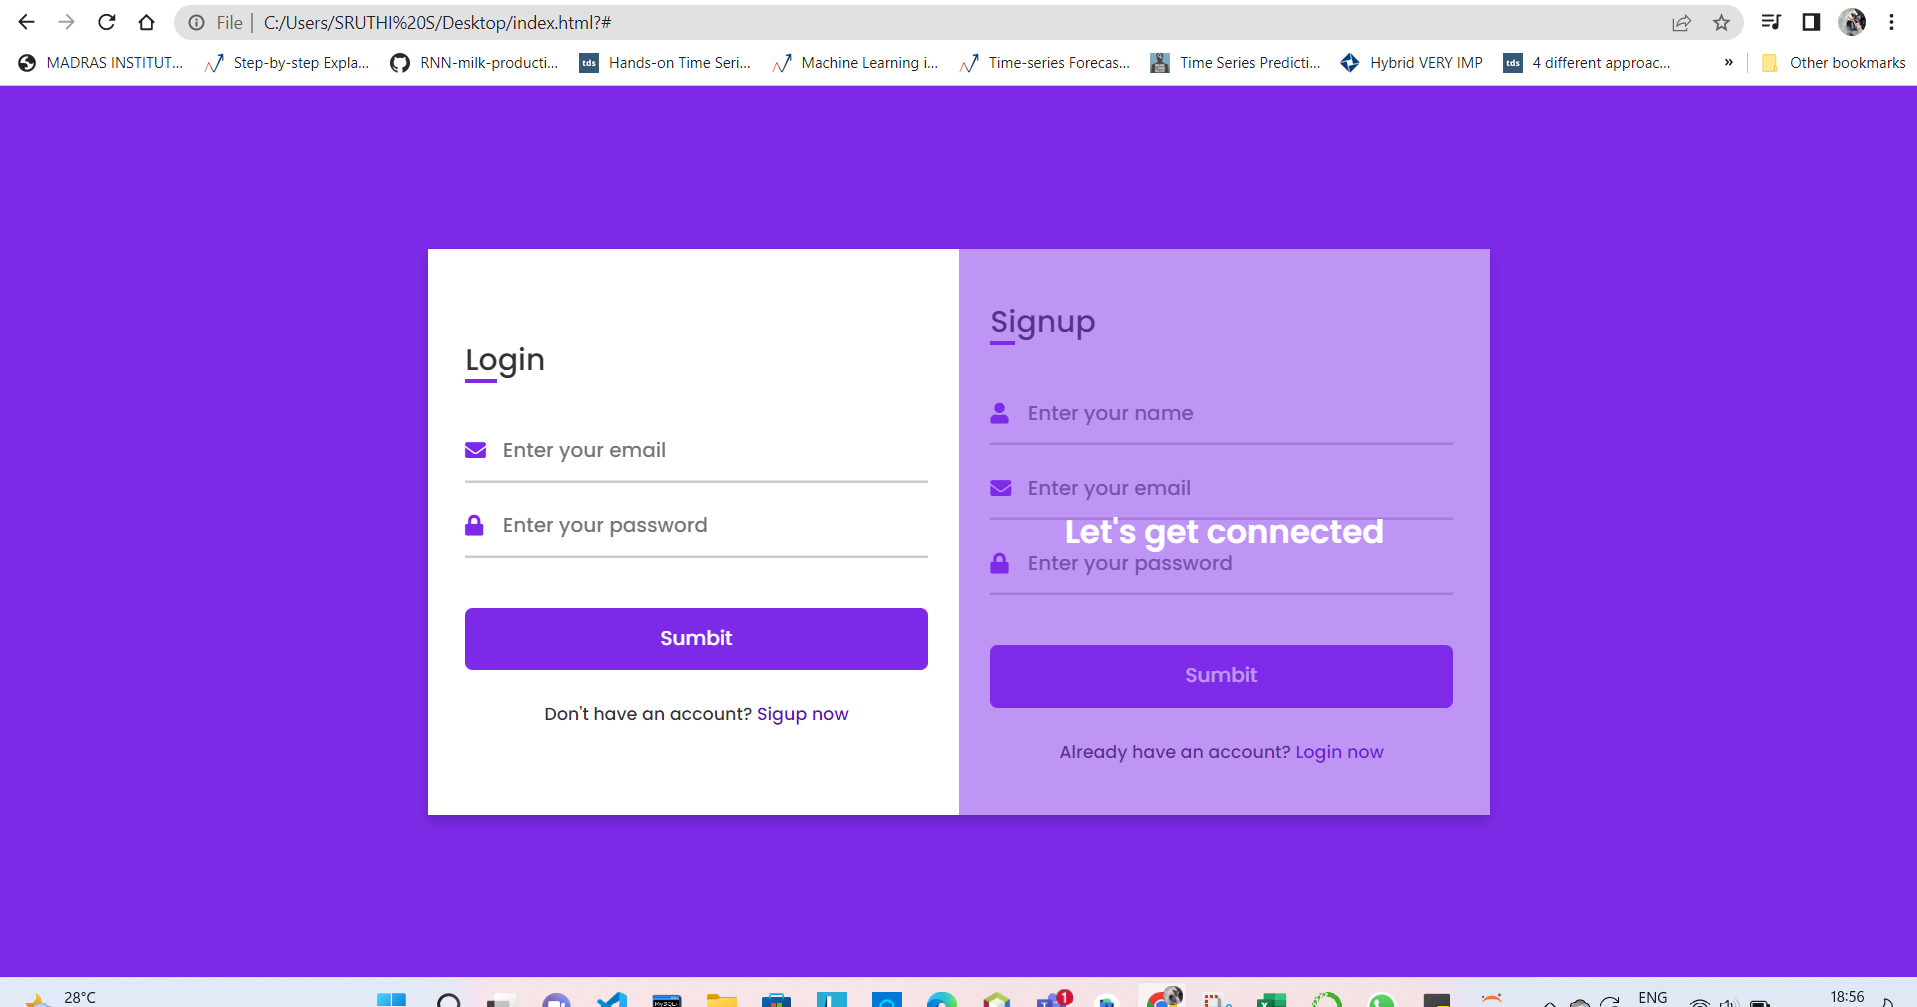 File | C:/Users/SRUTHI%20S/Desktop/index.html?#
MADRAS INSTITUT... Step-by-step Expla... RNN-milk-producti... tds Hands-on Time Seri... Machine Learning i... Time-series Forecas... Time Series Predicti... Hybrid VERY IMP tds 4 different approac... » Other bookmarks
Login
Enter your email
Enter your password
Sumbit
Don't have an account? Sigup now
Signup
Enter your name
Enter your email
Let's get connected
Enter your password
Sumbit
Already have an account? Login now
28°C
1
ENG
18:56